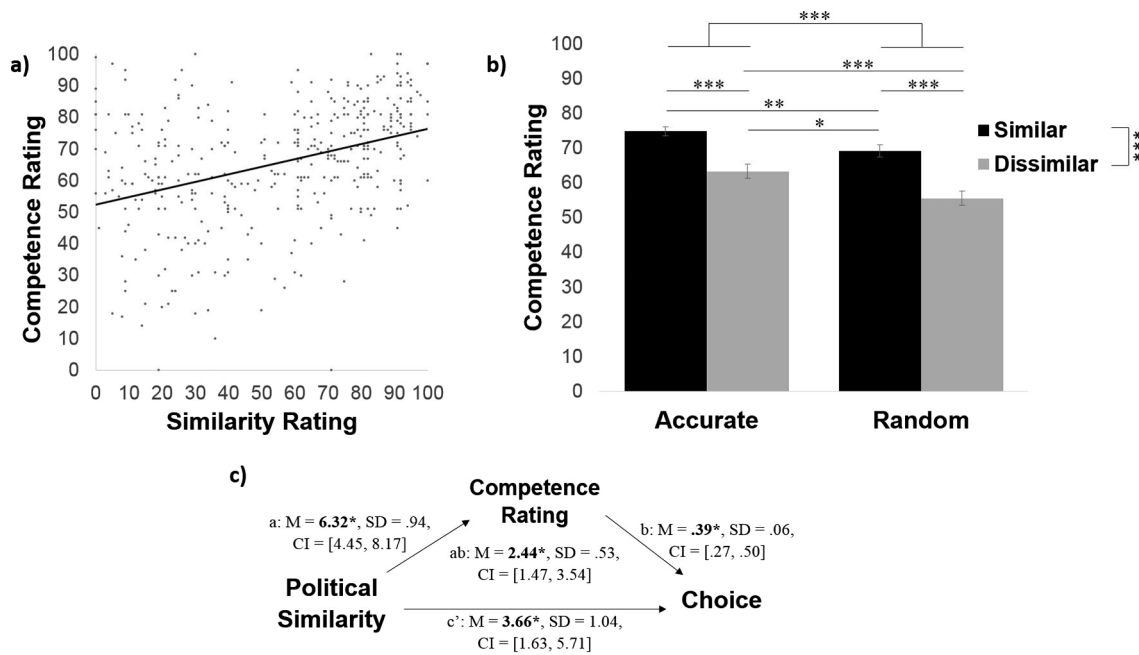 a)
Competence Rating
100
90
80
70
60
50
40
30
20
10
0
0 10 20 30 40 50 60 70 80 90 100
Similarity Rating
b)
Competence Rating
100
90
80
70
60
50
40
30
20
10
0
***
***
*** ***
**
*
Similar
Dissimilar
***
Accurate Random
c)
Competence
Rating
a: M = 6.32*, SD = .94,
CI = [4.45, 8.17]
b: M = .39*, SD = .06,
CI = [.27, .50]
ab: M = 2.44*, SD = .53,
CI = [1.47, 3.54]
Political
Similarity
Choice
c’: M = 3.66*, SD = 1.04,
CI = [1.63, 5.71]